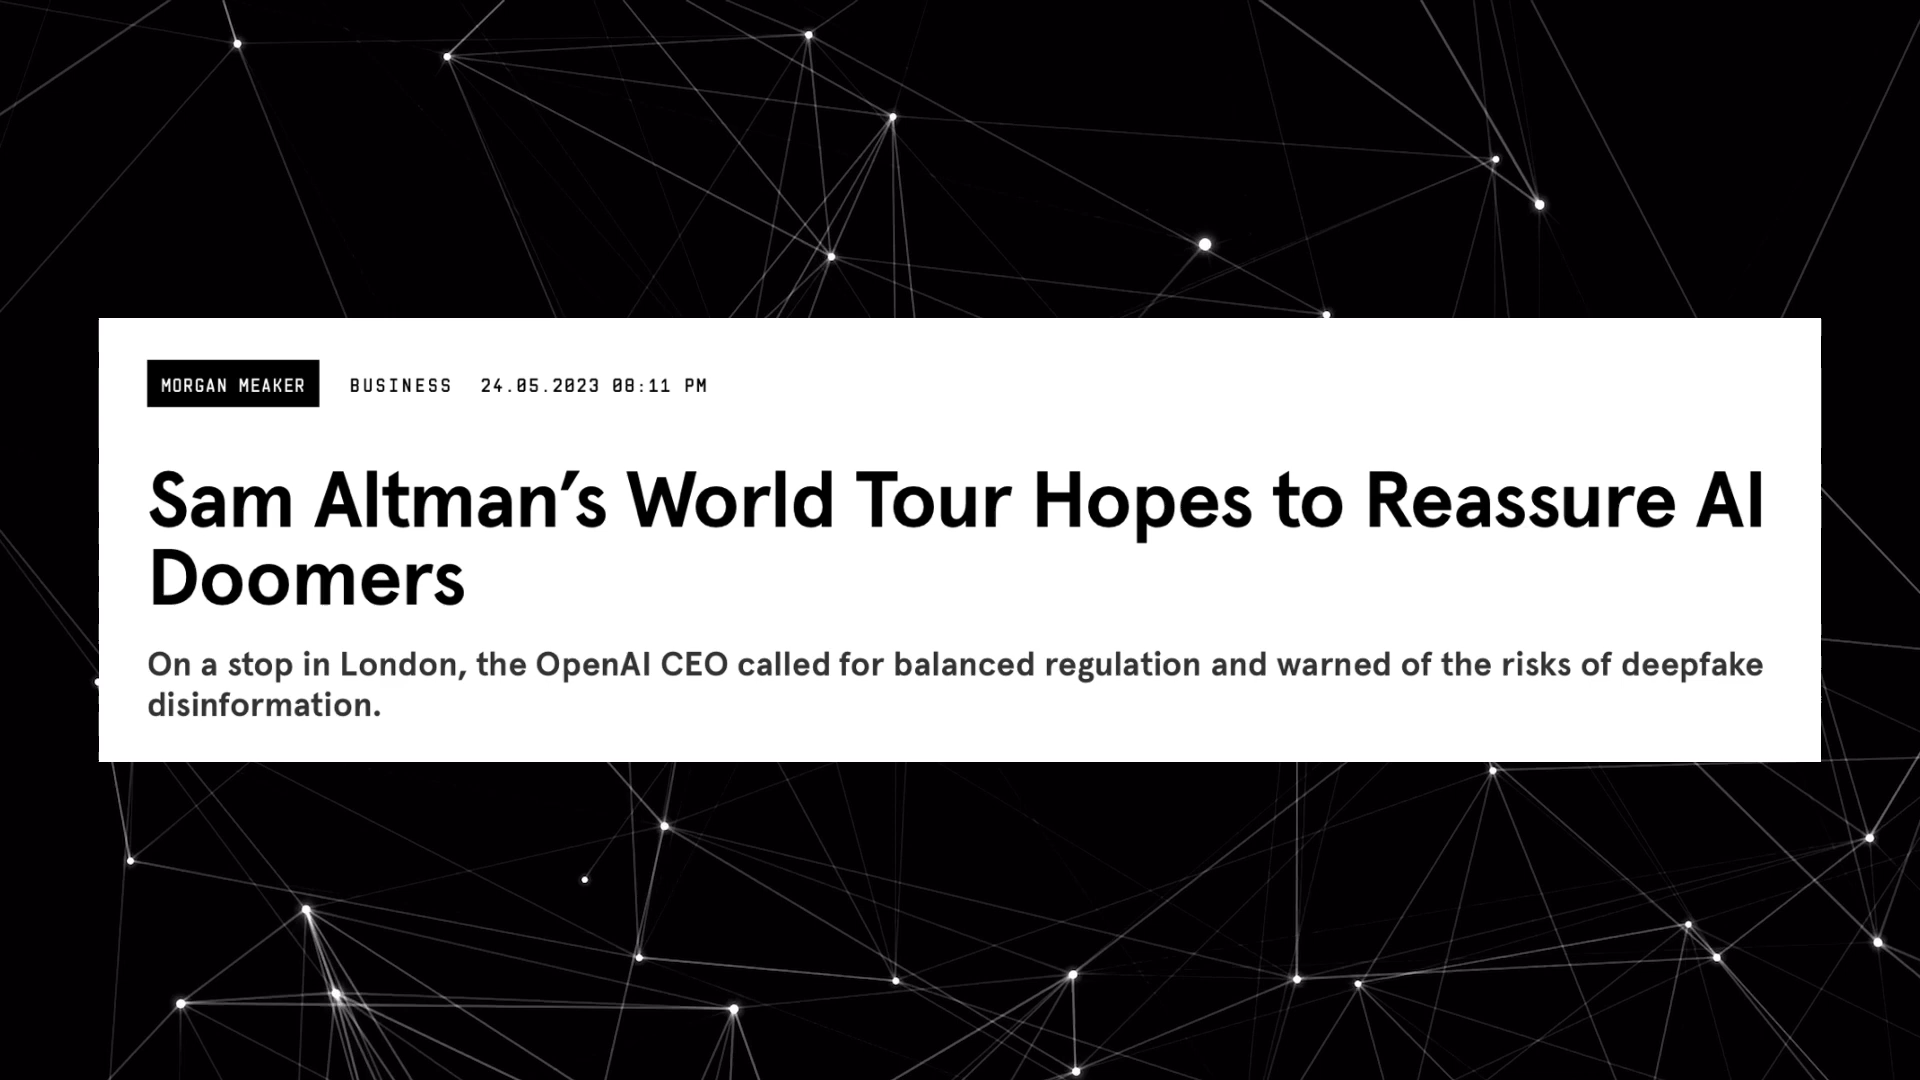 MORGAN MEAKER BUSINESS 24.05.2023 08:11 PM
Sam Altman’s World Tour Hopes to Reassure AI
Doomers
On a stop in London, the OpenAI CEO called for balanced regulation and warned of the risks of deepfake
disinformation.